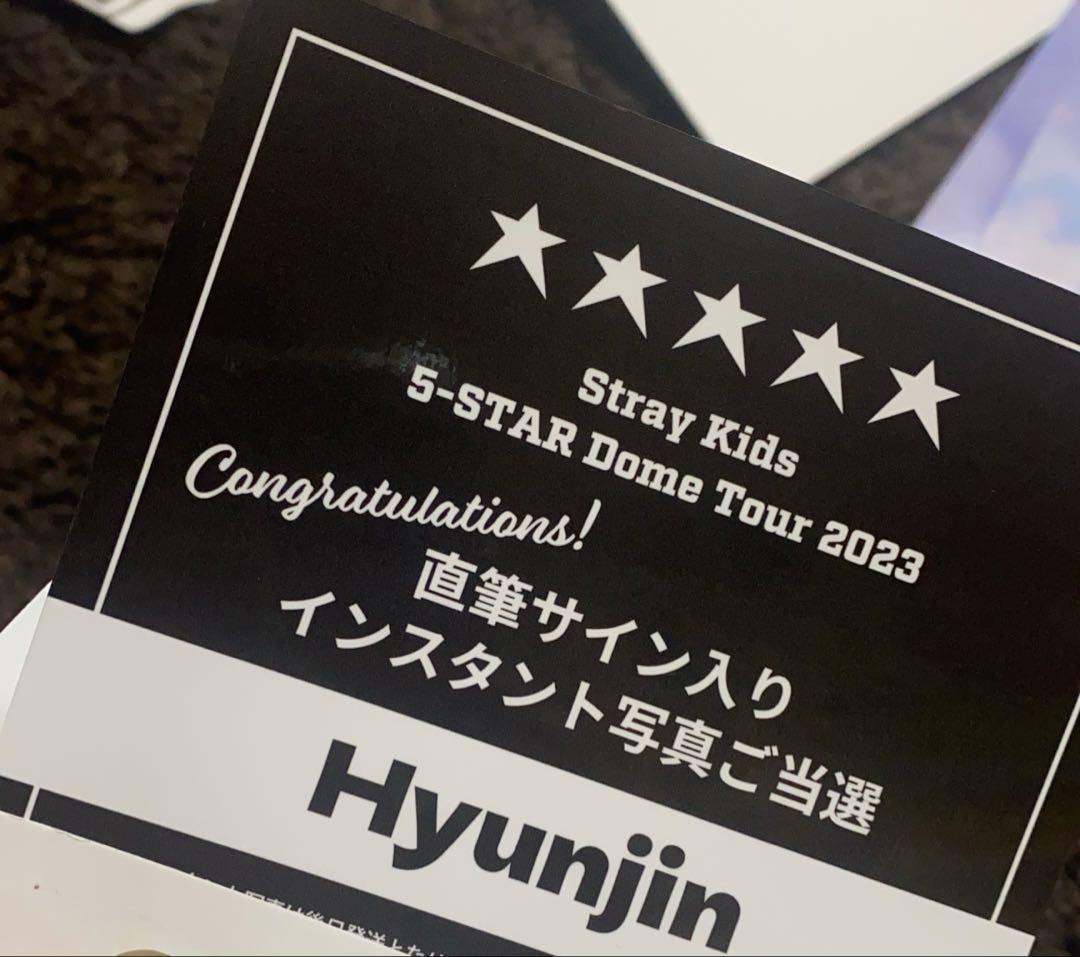 Stray Kids
5-STAR Dome Tour 2023
Congratulations!
直筆サイン入り
インスタント写真ご当選
Hyunjin